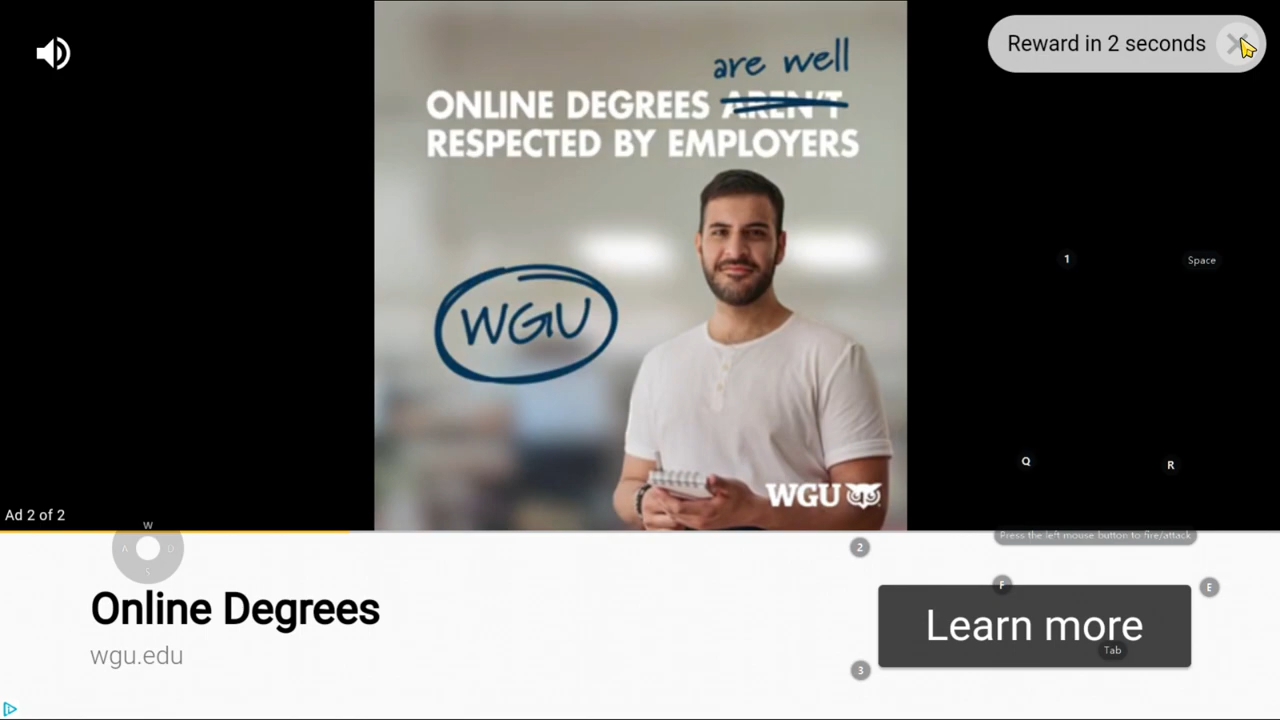 Reward in 2 seconds
are well
ONLINE DEGREES AREN'T
RESPECTED BY EMPLOYERS
1
Space
WGU
Q
R
WGU
Ad 2 of 2
W
A
D
S
2
Press the left mouse button to fire/attack
F
E
Online Degrees
Learn more
wgu.edu
Tab
3